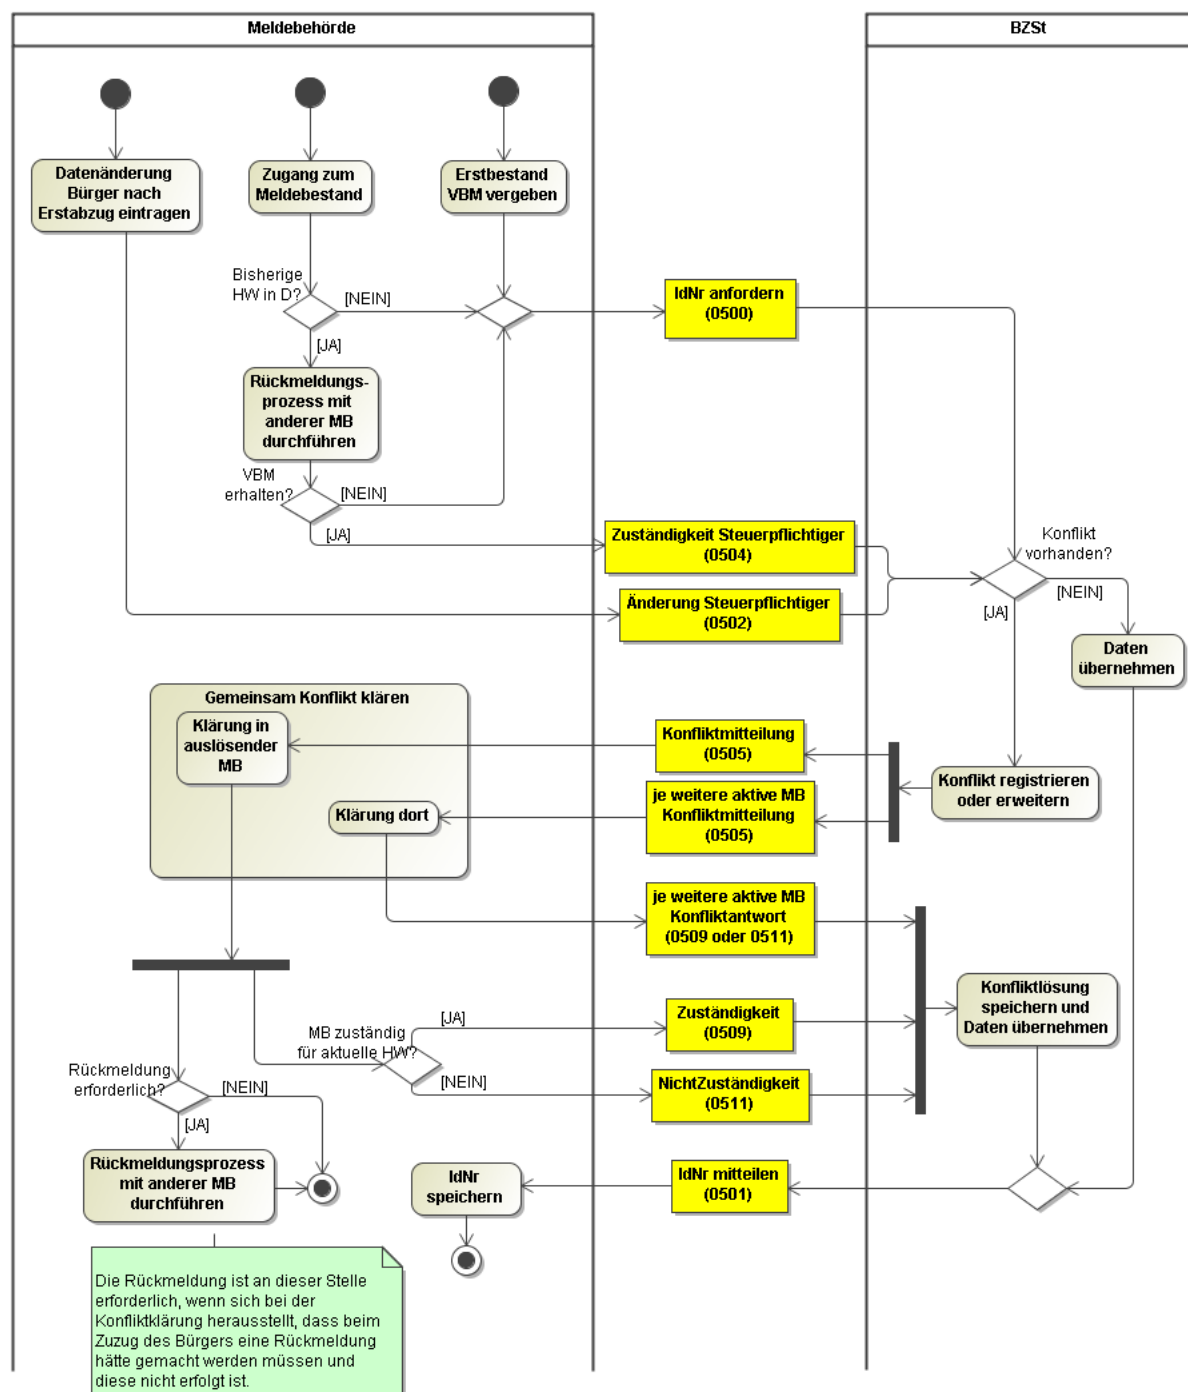 Meldebehörde
BZSt
Datenänderung
Bürger nach
Erstabzug eintragen
Zugang zum
Meldebestand
Erstbestand
VBM vergeben
Bisherige
HW in D?
[NEIN]
[JA]
IdNr anfordern
(0500)
Rückmeldungs-
prozess mit
anderer MB
durchführen
VBM
erhalten?
[NEIN]
[JA]
Zuständigkeit Steuerpflichtiger
(0504)
Änderung Steuerpflichtiger
(0502)
Konflikt
vorhanden?
[NEIN]
[JA]
Daten
übernehmen
Gemeinsam Konflikt klären
Klärung in
auslösender
MB
Klärung dort
Konfliktmitteilung
(0505)
je weitere aktive MB
Konfliktmitteilung
(0505)
Konflikt registrieren
oder erweitern
je weitere aktive MB
Konfliktantwort
(0509 oder 0511)
Konfliktlösung
speichern und
Daten übernehmen
MB zuständig
für aktuelle HW?
[JA]
[NEIN]
Zuständigkeit
(0509)
NichtZuständigkeit
(0511)
Rückmeldung
erforderlich?
[NEIN]
[JA]
Rückmeldungsprozess
mit anderer MB
durchführen
IdNr
speichern
IdNr mitteilen
(0501)
Die Rückmeldung ist an dieser Stelle
erforderlich, wenn sich bei der
Konfliktklärung herausstellt, dass beim
Zuzug des Bürgers eine Rückmeldung
hätte gemacht werden müssen und
diese nicht erfolgt ist.